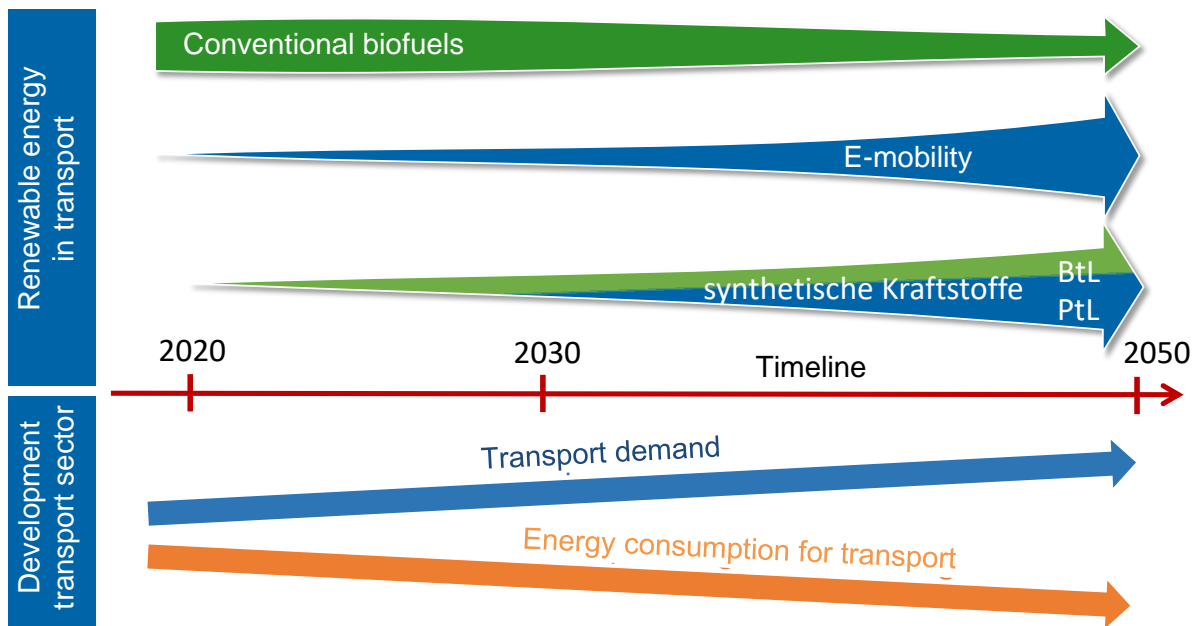 Renewable energy
in transport
Conventional biofuels
E-mobility
synthetische Kraftstoffe
BtL
PtL
2020
2030
Timeline
2050
Development
transport sector
Transport demand
Energy consumption for transport